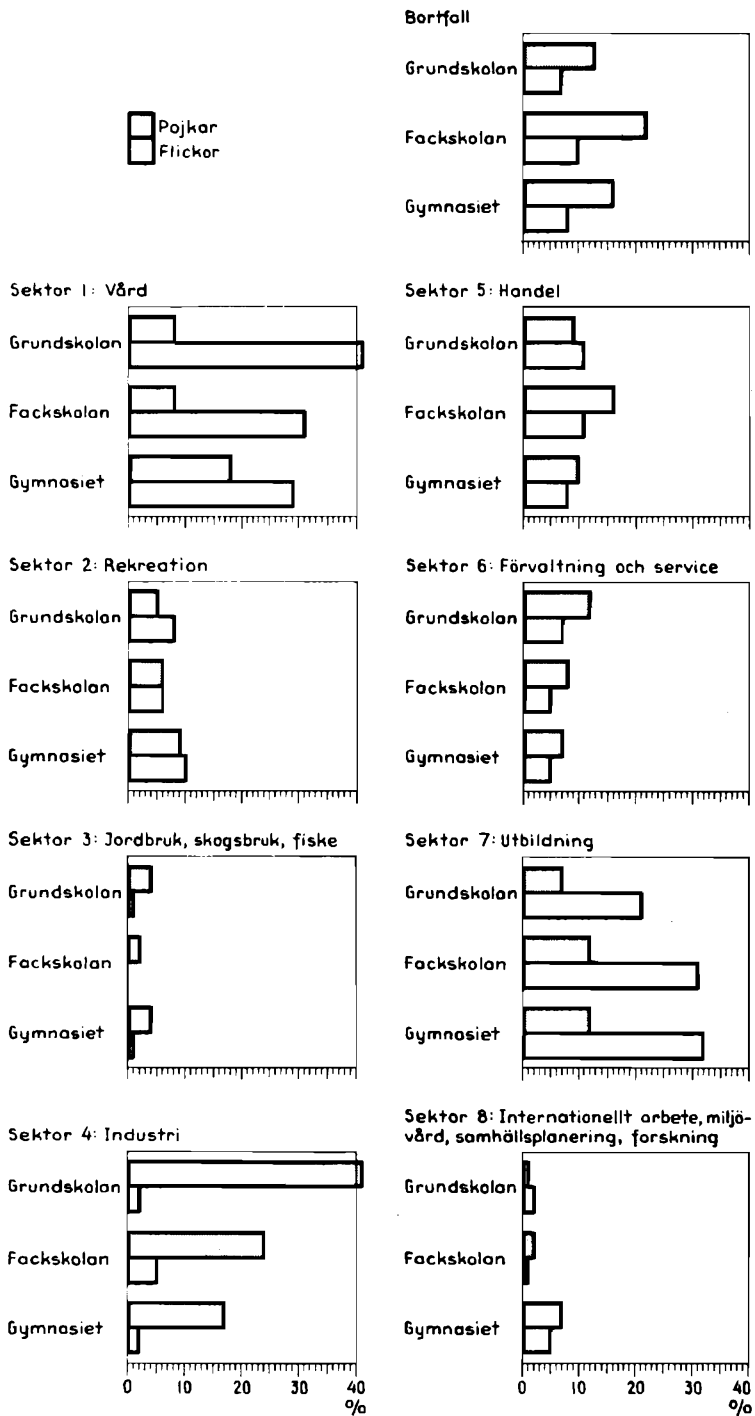 Bortfall
Grundskolan
Fackskolan
Gymnasiet
Pojkar
Flickor
Sektor 1: Vård
Grundskolan
Fackskolan
Gymnasiet
Sektor 2: Rekreation
Grundskolan
Fackskolan
Gymnasiet
Sektor 3: Jordbruk, skogsbruk, fiske
Grundskolan
Fackskolan
Gymnasiet
Sektor 4: Industri
Grundskolan
Fackskolan
Gymnasiet
0 10 20 30 40
%
Sektor 5: Handel
Grundskolan
Fackskolan
Gymnasiet
Sektor 6: Förvaltning och service
Grundskolan
Fackskolan
Gymnasiet
Sektor 7: Utbildning
Grundskolan
Fackskolan
Gymnasiet
Sektor 8: Internationellt arbete, miljö-
vård, samhällsplanering, forskning
Grundskolan
Fackskolan
Gymnasiet
0 10 20 30 40
%